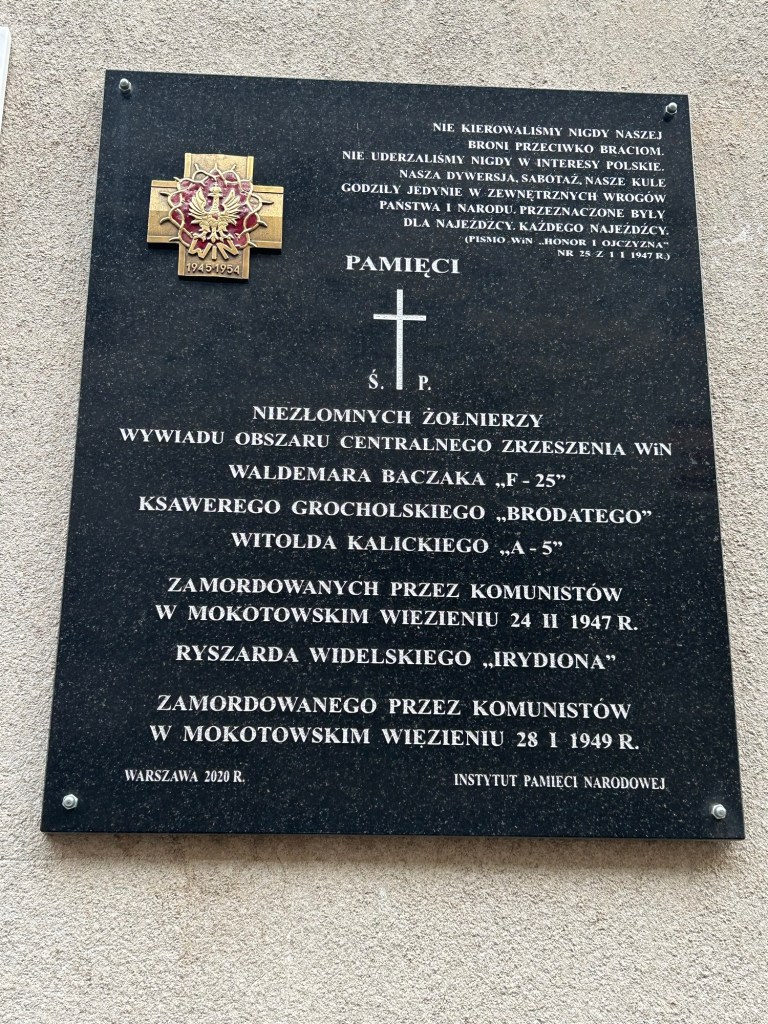 NIE KIEROWALIŚMY NIGDY NASZEJ
BRONI PRZECIWKO BRACIOM.
NIE UDERZALIŚMY NIGDY W INTERESY POLSKIE.
NASZA DYWERSJA, SABOTAŻ, NASZE KULE
GODZIŁY JEDYNIE W ZEWNĘTRZNYCH WROGÓW
PAŃSTWA I NARODU. PRZEZNACZONE BYŁY
DLA NAJEŹDŹCY. KAŻDEGO NAJEŹDŹCY.
(PISMO WiN „HONOR I OJCZYZNA”
NR 25 Z 1 I 1947 R.)
WiN
1945 1954
PAMIĘCI
Ś. P.
NIEZŁOMNYCH ŻOŁNIERZY
WYWIADU OBSZARU CENTRALNEGO ZRZESZENIA WiN
WALDEMARA BACZAKA „F - 25”
KSAWEREGO GROCHOLSKIEGO „BRODATEGO”
WITOLDA KALICKIEGO „A - 5”
ZAMORDOWANYCH PRZEZ KOMUNISTÓW
W MOKOTOWSKIM WIĘZIENIU 24 II 1947 R.
RYSZARDA WIDELSKIEGO „IRYDIONA”
ZAMORDOWANEGO PRZEZ KOMUNISTÓW
W MOKOTOWSKIM WIĘZIENIU 28 I 1949 R.
WARSZAWA 2020 R. INSTYTUT PAMIĘCI NARODOWEJ